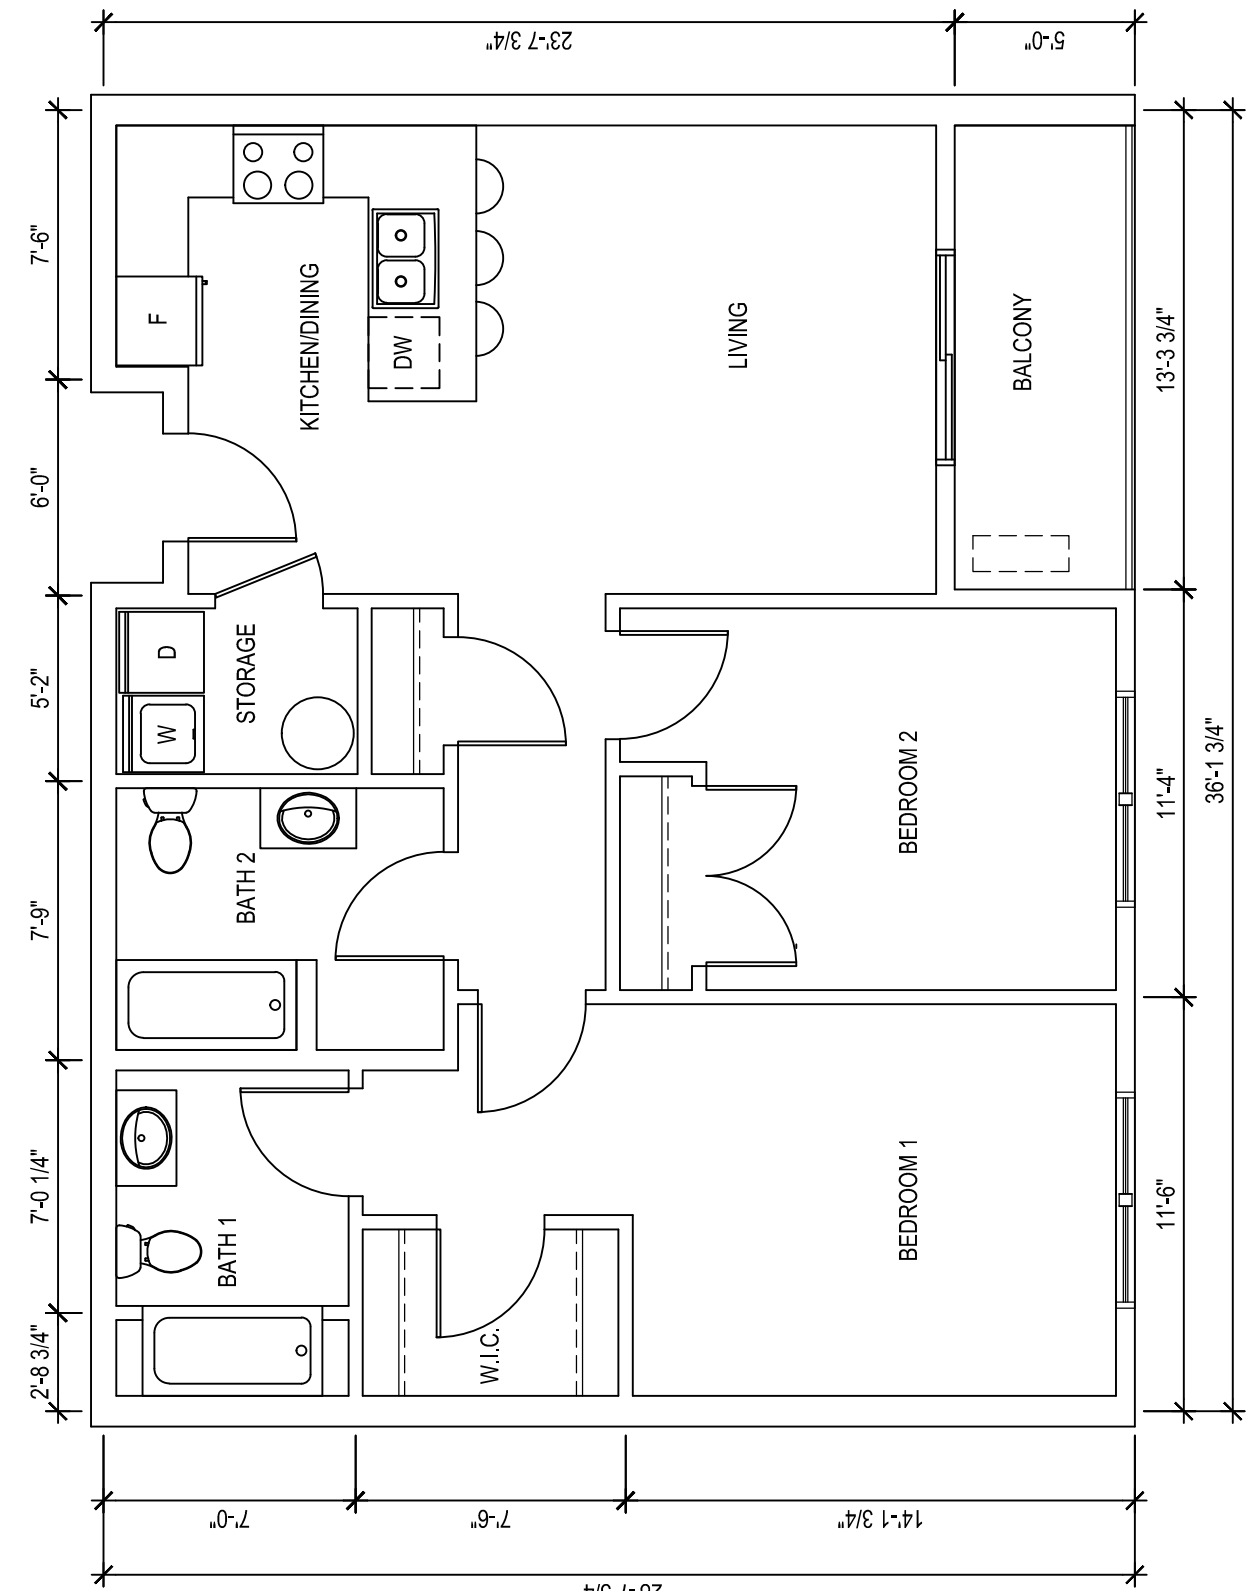 23'-7 3/4"
5'-0"
7'-6"
6'-0"
5'-2"
7'-9"
7'-0 1/4"
2'-8 3/4"
F
KITCHEN/DINING
DW
LIVING
BALCONY
13'-3 3/4"
D
W
STORAGE
BATH 2
BEDROOM 2
11'-4"
36'-1 3/4"
BATH 1
W.I.C.
BEDROOM 1
11'-6"
7'-0"
7'-6"
14'-1 3/4"